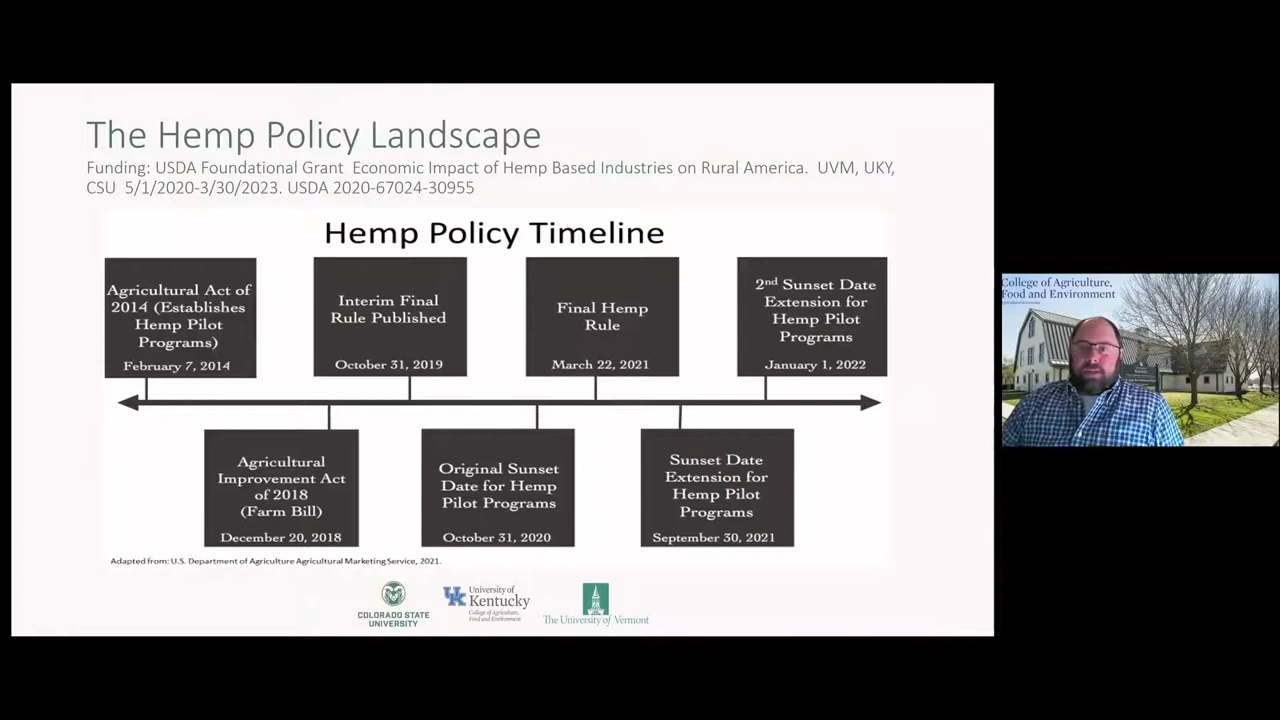 The Hemp Policy Landscape
Funding: USDA Foundational Grant Economic Impact of Hemp Based Industries on Rural America. UVM, UKY,
CSU 5/1/2020-3/30/2023. USDA 2020-67024-30955
Hemp Policy Timeline
Agricultural Act of
2014 (Establishes
Hemp Pilot
Programs)
February 7, 2014
Interim Final
Rule Published
October 31, 2019
Final Hemp
Rule
March 22, 2021
2nd Sunset Date
Extension for
Hemp Pilot
Programs
January 1, 2022
Agricultural
Improvement Act
of 2018
(Farm Bill)
December 20, 2018
Original Sunset
Date for Hemp
Pilot Programs
October 31, 2020
Sunset Date
Extension for
Hemp Pilot
Programs
September 30, 2021
Adapted from: U.S. Department of Agriculture Agricultural Marketing Service, 2021.
COLORADO STATE
UNIVERSITY
UK
University of
Kentucky
College of Agriculture,
Food and Environment
The University of Vermont
College of Agriculture,
Food and Environment